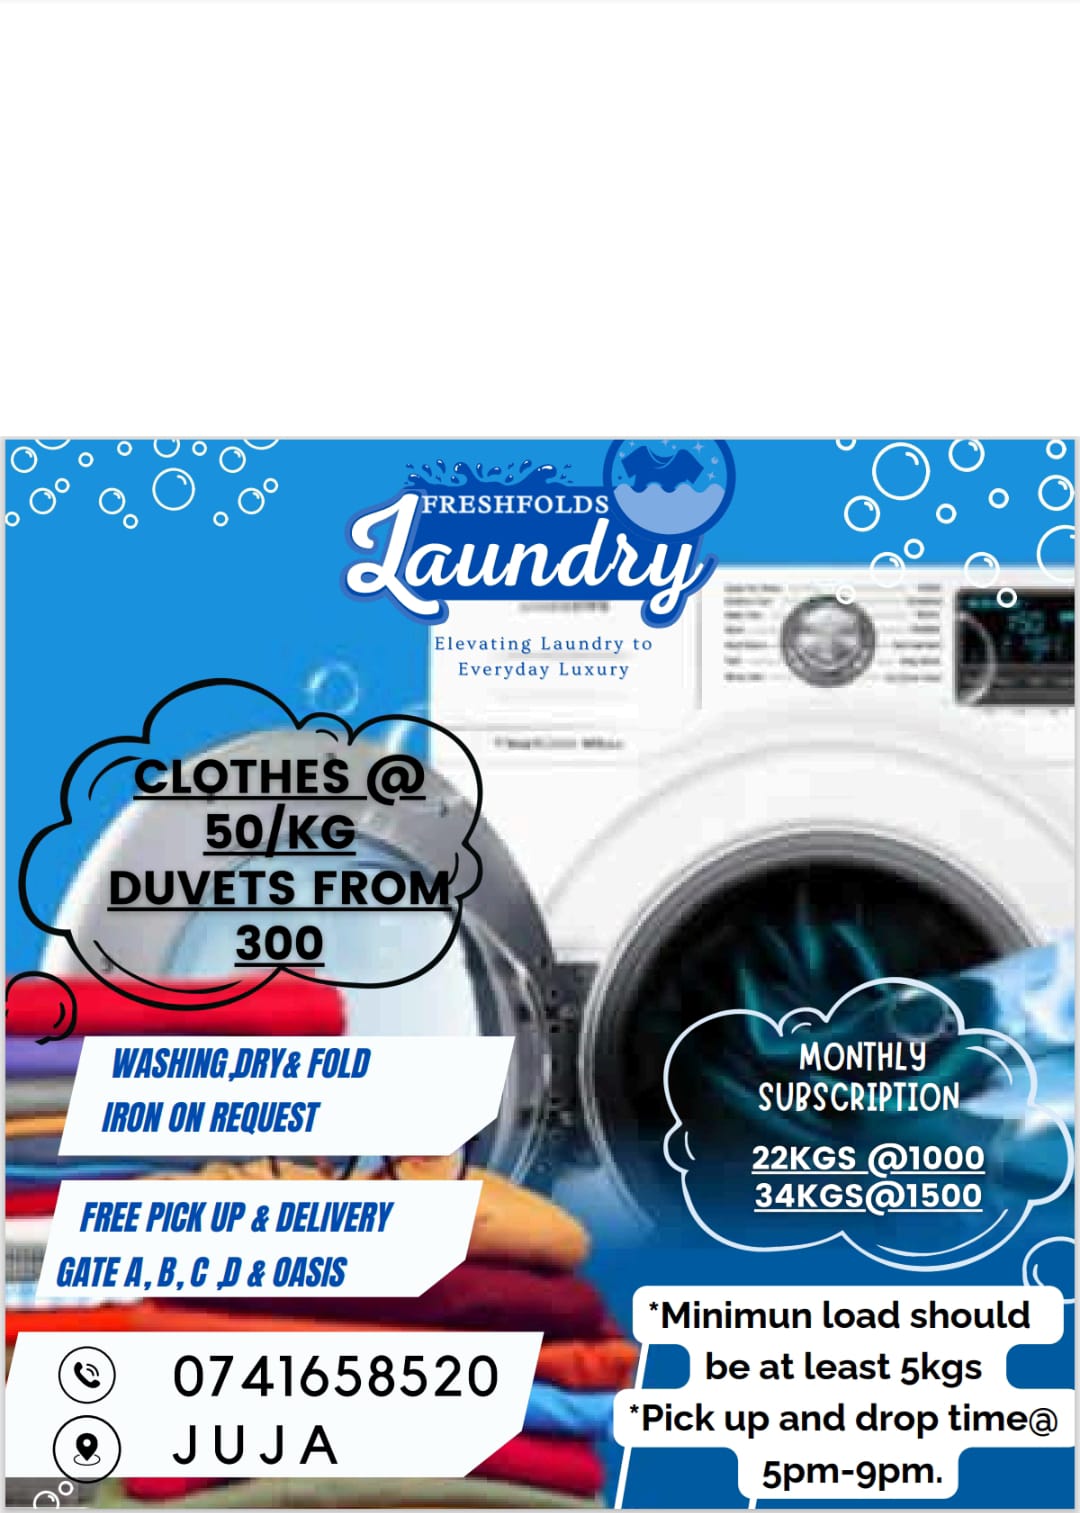 FRESHFOLDS
Laundry
Elevating Laundry to
Everyday Luxury
CLOTHES @
50/KG
DUVETS FROM
300
WASHING,DRY& FOLD
IRON ON REQUEST
FREE PICK UP & DELIVERY
GATE A, B, C ,D & OASIS
0741658520
JUJA
MONTHLY
SUBSCRIPTION
22KGS @1000
34KGS@1500
*Minimun load should
be at least 5kgs
*Pick up and drop time@
5pm-9pm.